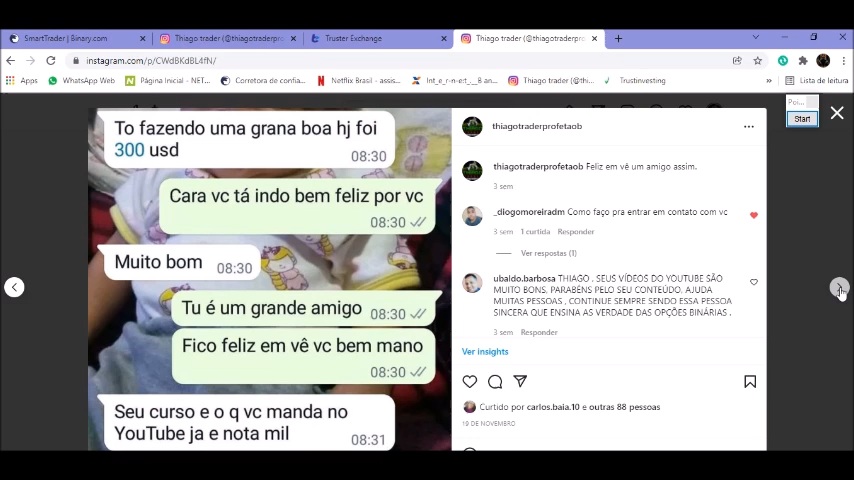 SmartTrader | Binary.com
Thiago trader (@thiagotraderpro
Truster Exchange
Thiago trader (@thiagotraderpro
instagram.com/p/CWdBKdBL4fN/
Apps
WhatsApp Web
Página Inicial - NET...
Corretora de confia...
Netflix Brasil - assis...
Int_e_r-n=e:t_._B an...
Thiago trader (@thi...
Trustinvesting
»
Lista de leitura
Poi...
Start
To fazendo uma grana boa hj foi
300 usd
08:30
Cara vc tá indo bem feliz por vc
08:30
Muito bom
08:30
Tu é um grande amigo
08:30
Fico feliz em vê vc bem mano
08:30
Seu curso e o q vc manda no
YouTube ja e nota mil
08:31
thiagotraderprofetaob
thiagotraderprofetaob Feliz em vê um amigo assim.
3 sem
_diogomoreiradm Como faço pra entrar em contato com vc
3 sem 1 curtida Responder
Ver respostas (1)
ubaldo.barbosa THIAGO . SEUS VÍDEOS DO YOUTUBE SÃO
MUITO BONS, PARABÉNS PELO SEU CONTEÚDO, AJUDA
MUITAS PESSOAS , CONTINUE SEMPRE SENDO ESSA PESSOA
SINCERA QUE ENSINA AS VERDADE DAS OPÇÕES BINÁRIAS .
3 sem Responder
Ver insights
Curtido por carlos.baia.10 e outras 88 pessoas
19 DE NOVEMBRO